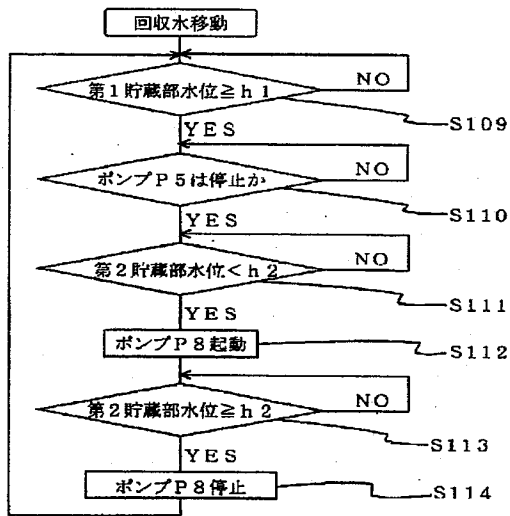 回収水移動
第1貯蔵部水位≧h1
NO
YES
S109
ポンプP5は停止か
NO
YES
S110
第2貯蔵部水位<h2
NO
YES
S111
ポンプP8起動
S112
第2貯蔵部水位≧h2
NO
YES
S113
ポンプP8停止
S114